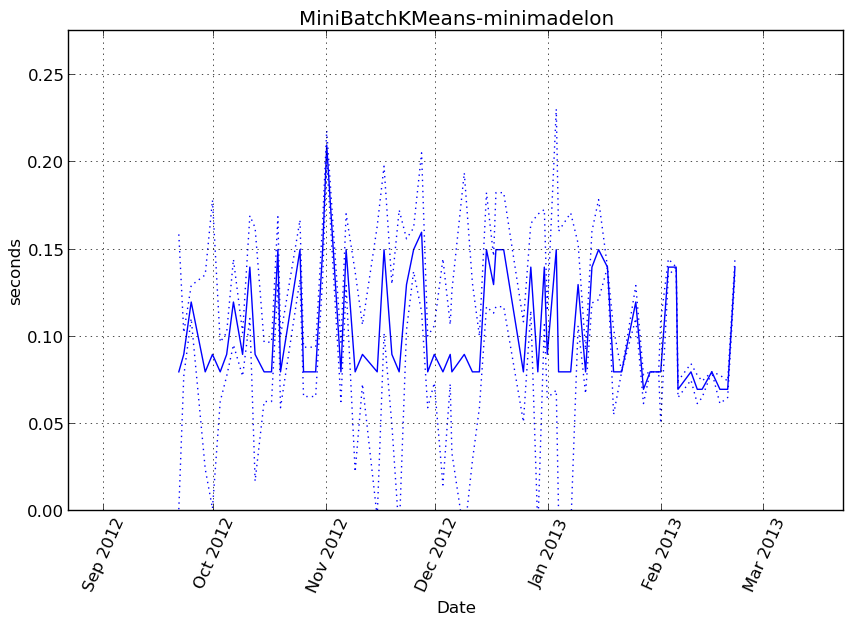 MiniBatchKMeans-minimadelon
0.25
0.20
0.15
0.10
0.05
0.00
seconds
Sep 2012
Oct 2012
Nov 2012
Dec 2012
Jan 2013
Feb 2013
Mar 2013
Date